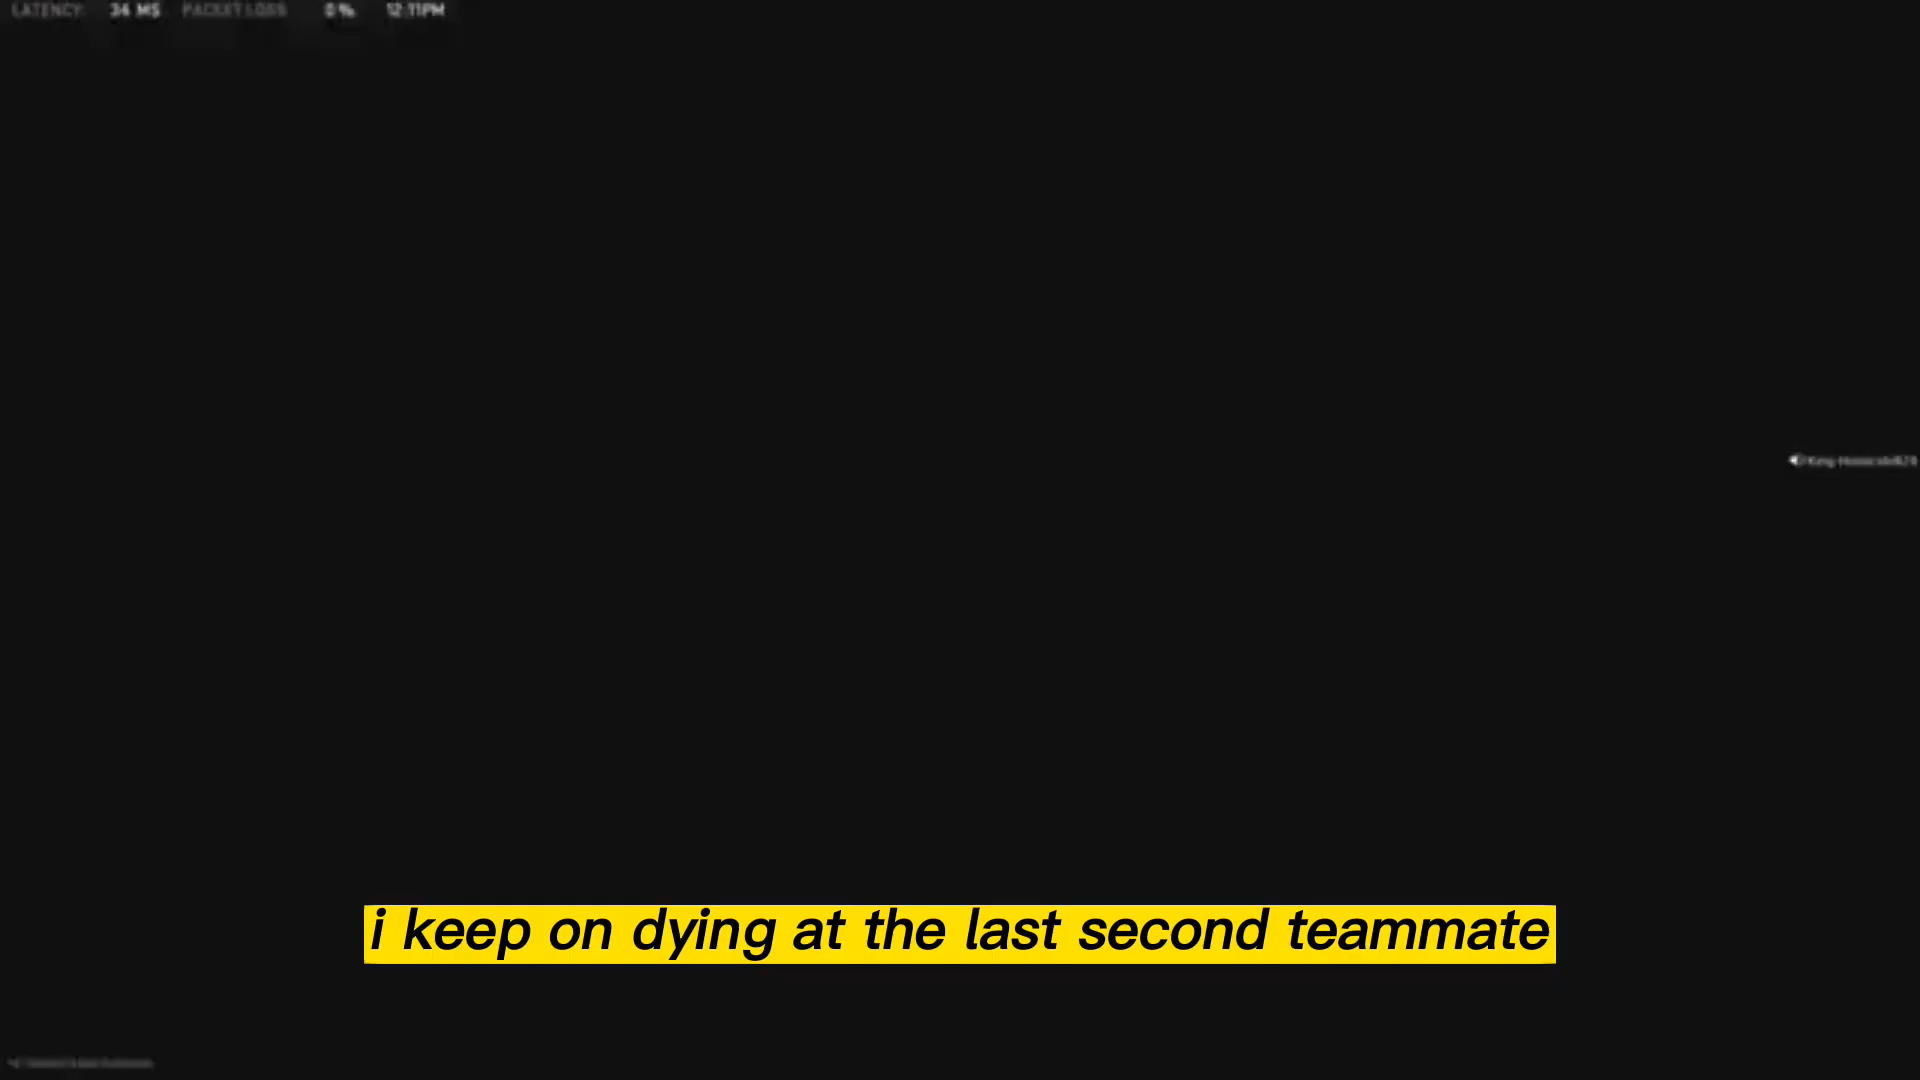 LATENCY: 34 MS PACKET LOSS 0 % 12:11PM
i keep on dying at the last second teammate